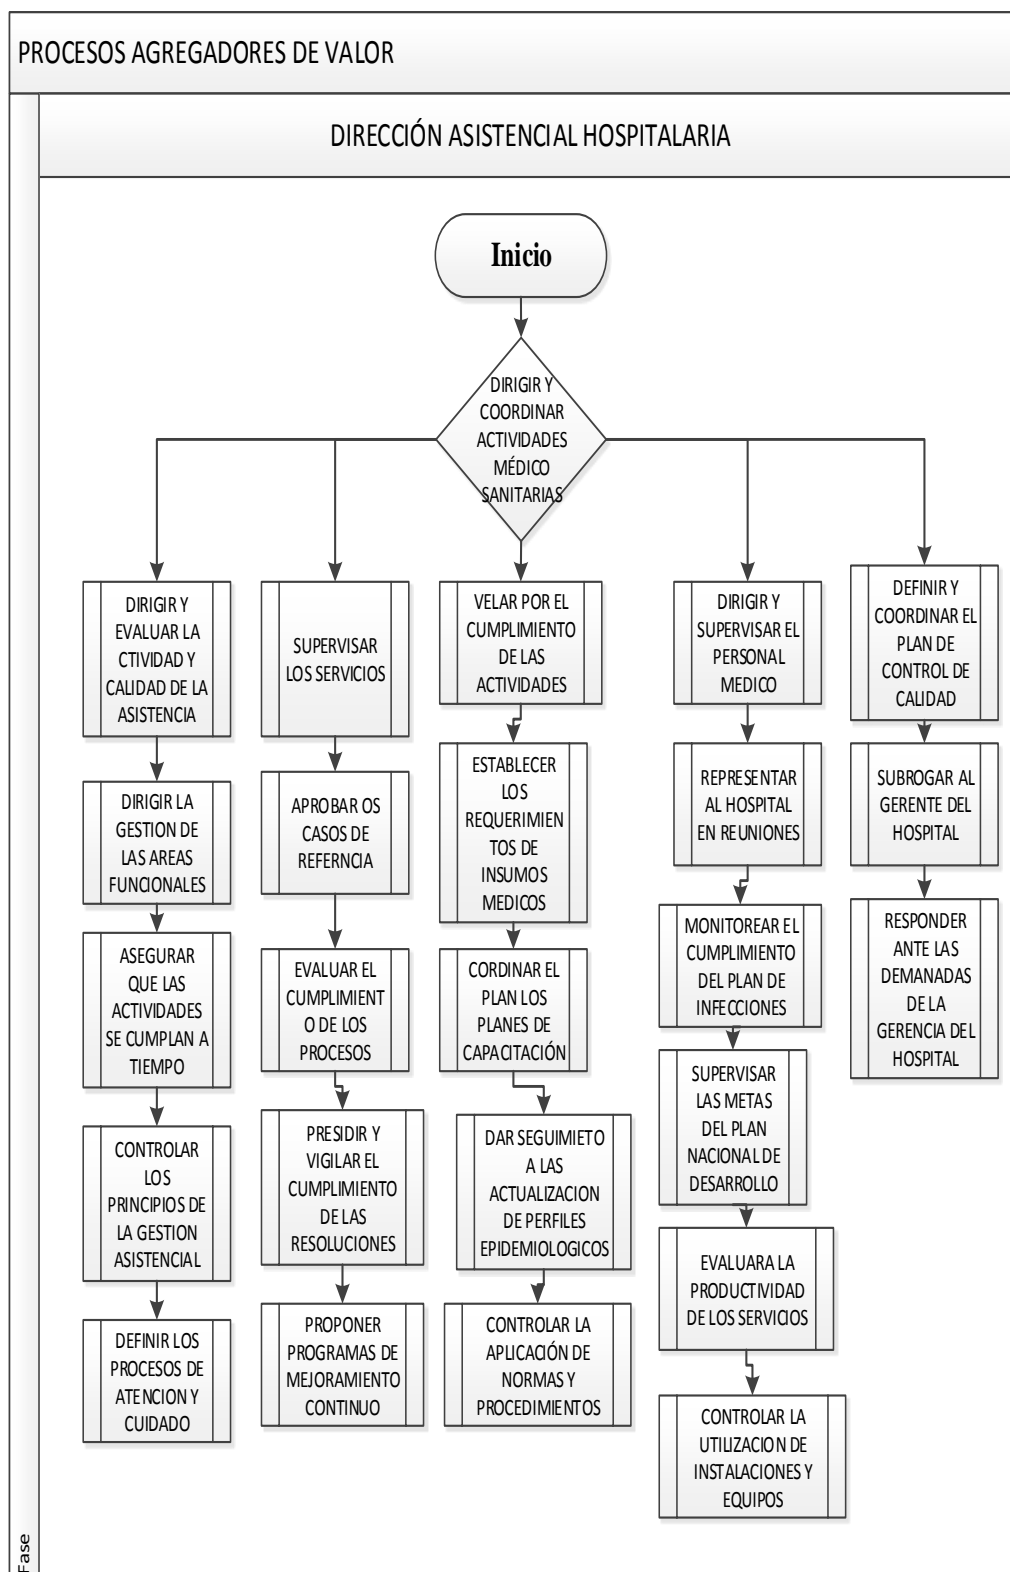 PROCESOS AGREGADORES DE VALOR
DIRECCIÓN ASISTENCIAL HOSPITALARIA
Inicio
DIRIGIR Y
COORDINAR
ACTIVIDADES
MÉDICO
SANITARIAS
DIRIGIR Y
EVALUAR LA
CTIVIDAD Y
CALIDAD DE LA
ASISTENCIA
DIRIGIR LA
GESTION DE
LAS AREAS
FUNCIONALES
ASEGURAR
QUE LAS
ACTIVIDADES
SE CUMPLAN A
TIEMPO
CONTROLAR
LOS
PRINCIPIOS DE
LA GESTION
ASISTENCIAL
DEFINIR LOS
PROCESOS DE
ATENCION Y
CUIDADO
SUPERVISAR
LOS SERVICIOS
APROBAR OS
CASOS DE
REFERNCIA
EVALUAR EL
CUMPLIMIENT
O DE LOS
PROCESOS
PRESIDIR Y
VIGILAR EL
CUMPLIMIENTO
DE LAS
RESOLUCIONES
PROPONER
PROGRAMAS DE
MEJORAMIENTO
CONTINUO
VELAR POR EL
CUMPLIMIENTO
DE LAS
ACTIVIDADES
ESTABLECER
LOS
REQUERIMIEN
TOS DE
INSUMOS
MEDICOS
CORDINAR EL
PLAN LOS
PLANES DE
CAPACITACIÓN
DAR SEGUIMIETO
A LAS
ACTUALIZACION
DE PERFILES
EPIDEMIOLOGICOS
CONTROLAR LA
APLICACIÓN DE
NORMAS Y
PROCEDIMIENTOS
DIRIGIR Y
SUPERVISAR EL
PERSONAL
MEDICO
REPRESENTAR
AL HOSPITAL
EN REUNIONES
MONITOREAR EL
CUMPLIMIENTO
DEL PLAN DE
INFECCIONES
SUPERVISAR
LAS METAS
DEL PLAN
NACIONAL DE
DESARROLLO
EVALUARA LA
PRODUCTIVIDAD
DE LOS SERVICIOS
CONTROLAR LA
UTILIZACION DE
INSTALACIONES Y
EQUIPOS
DEFINIR Y
COORDINAR EL
PLAN DE
CONTROL DE
CALIDAD
SUBROGAR AL
GERENTE DEL
HOSPITAL
RESPONDER
ANTE LAS
DEMANADAS
DE LA
GERENCIA DEL
HOSPITAL
Fase